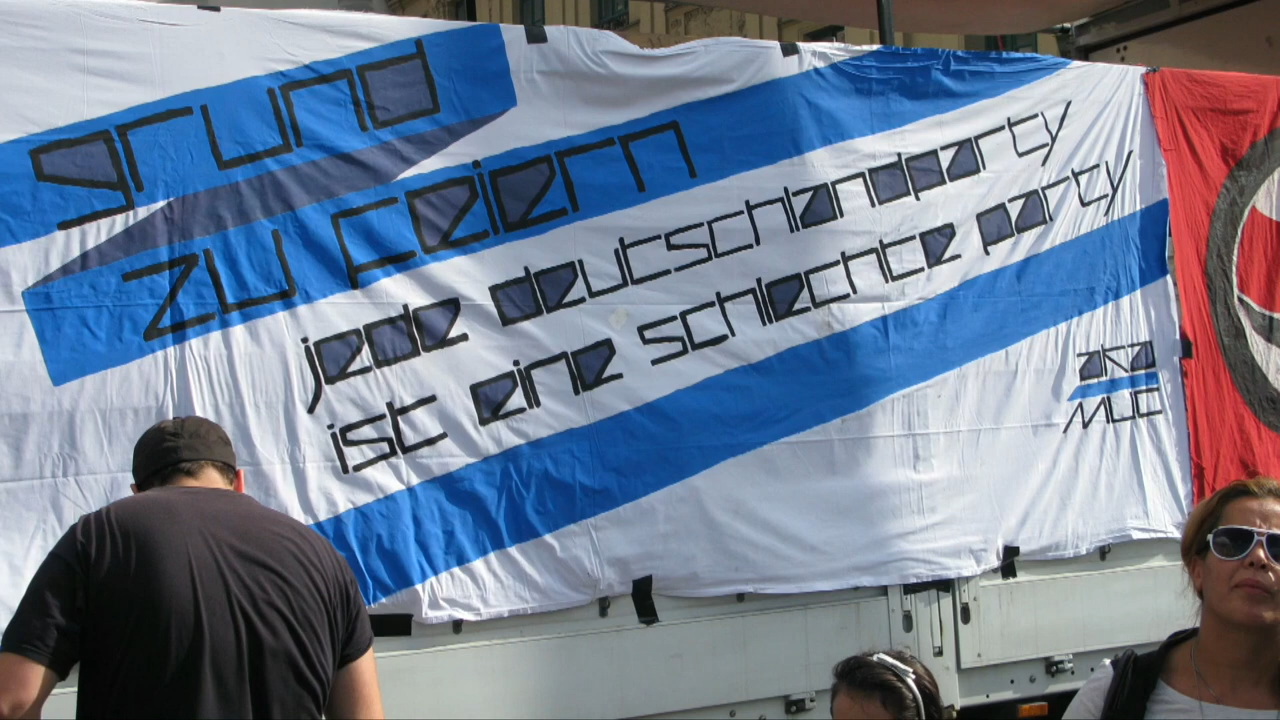 grund
zu feiern
jede deutschlandparty
ist eine schlechte party
aka
muc